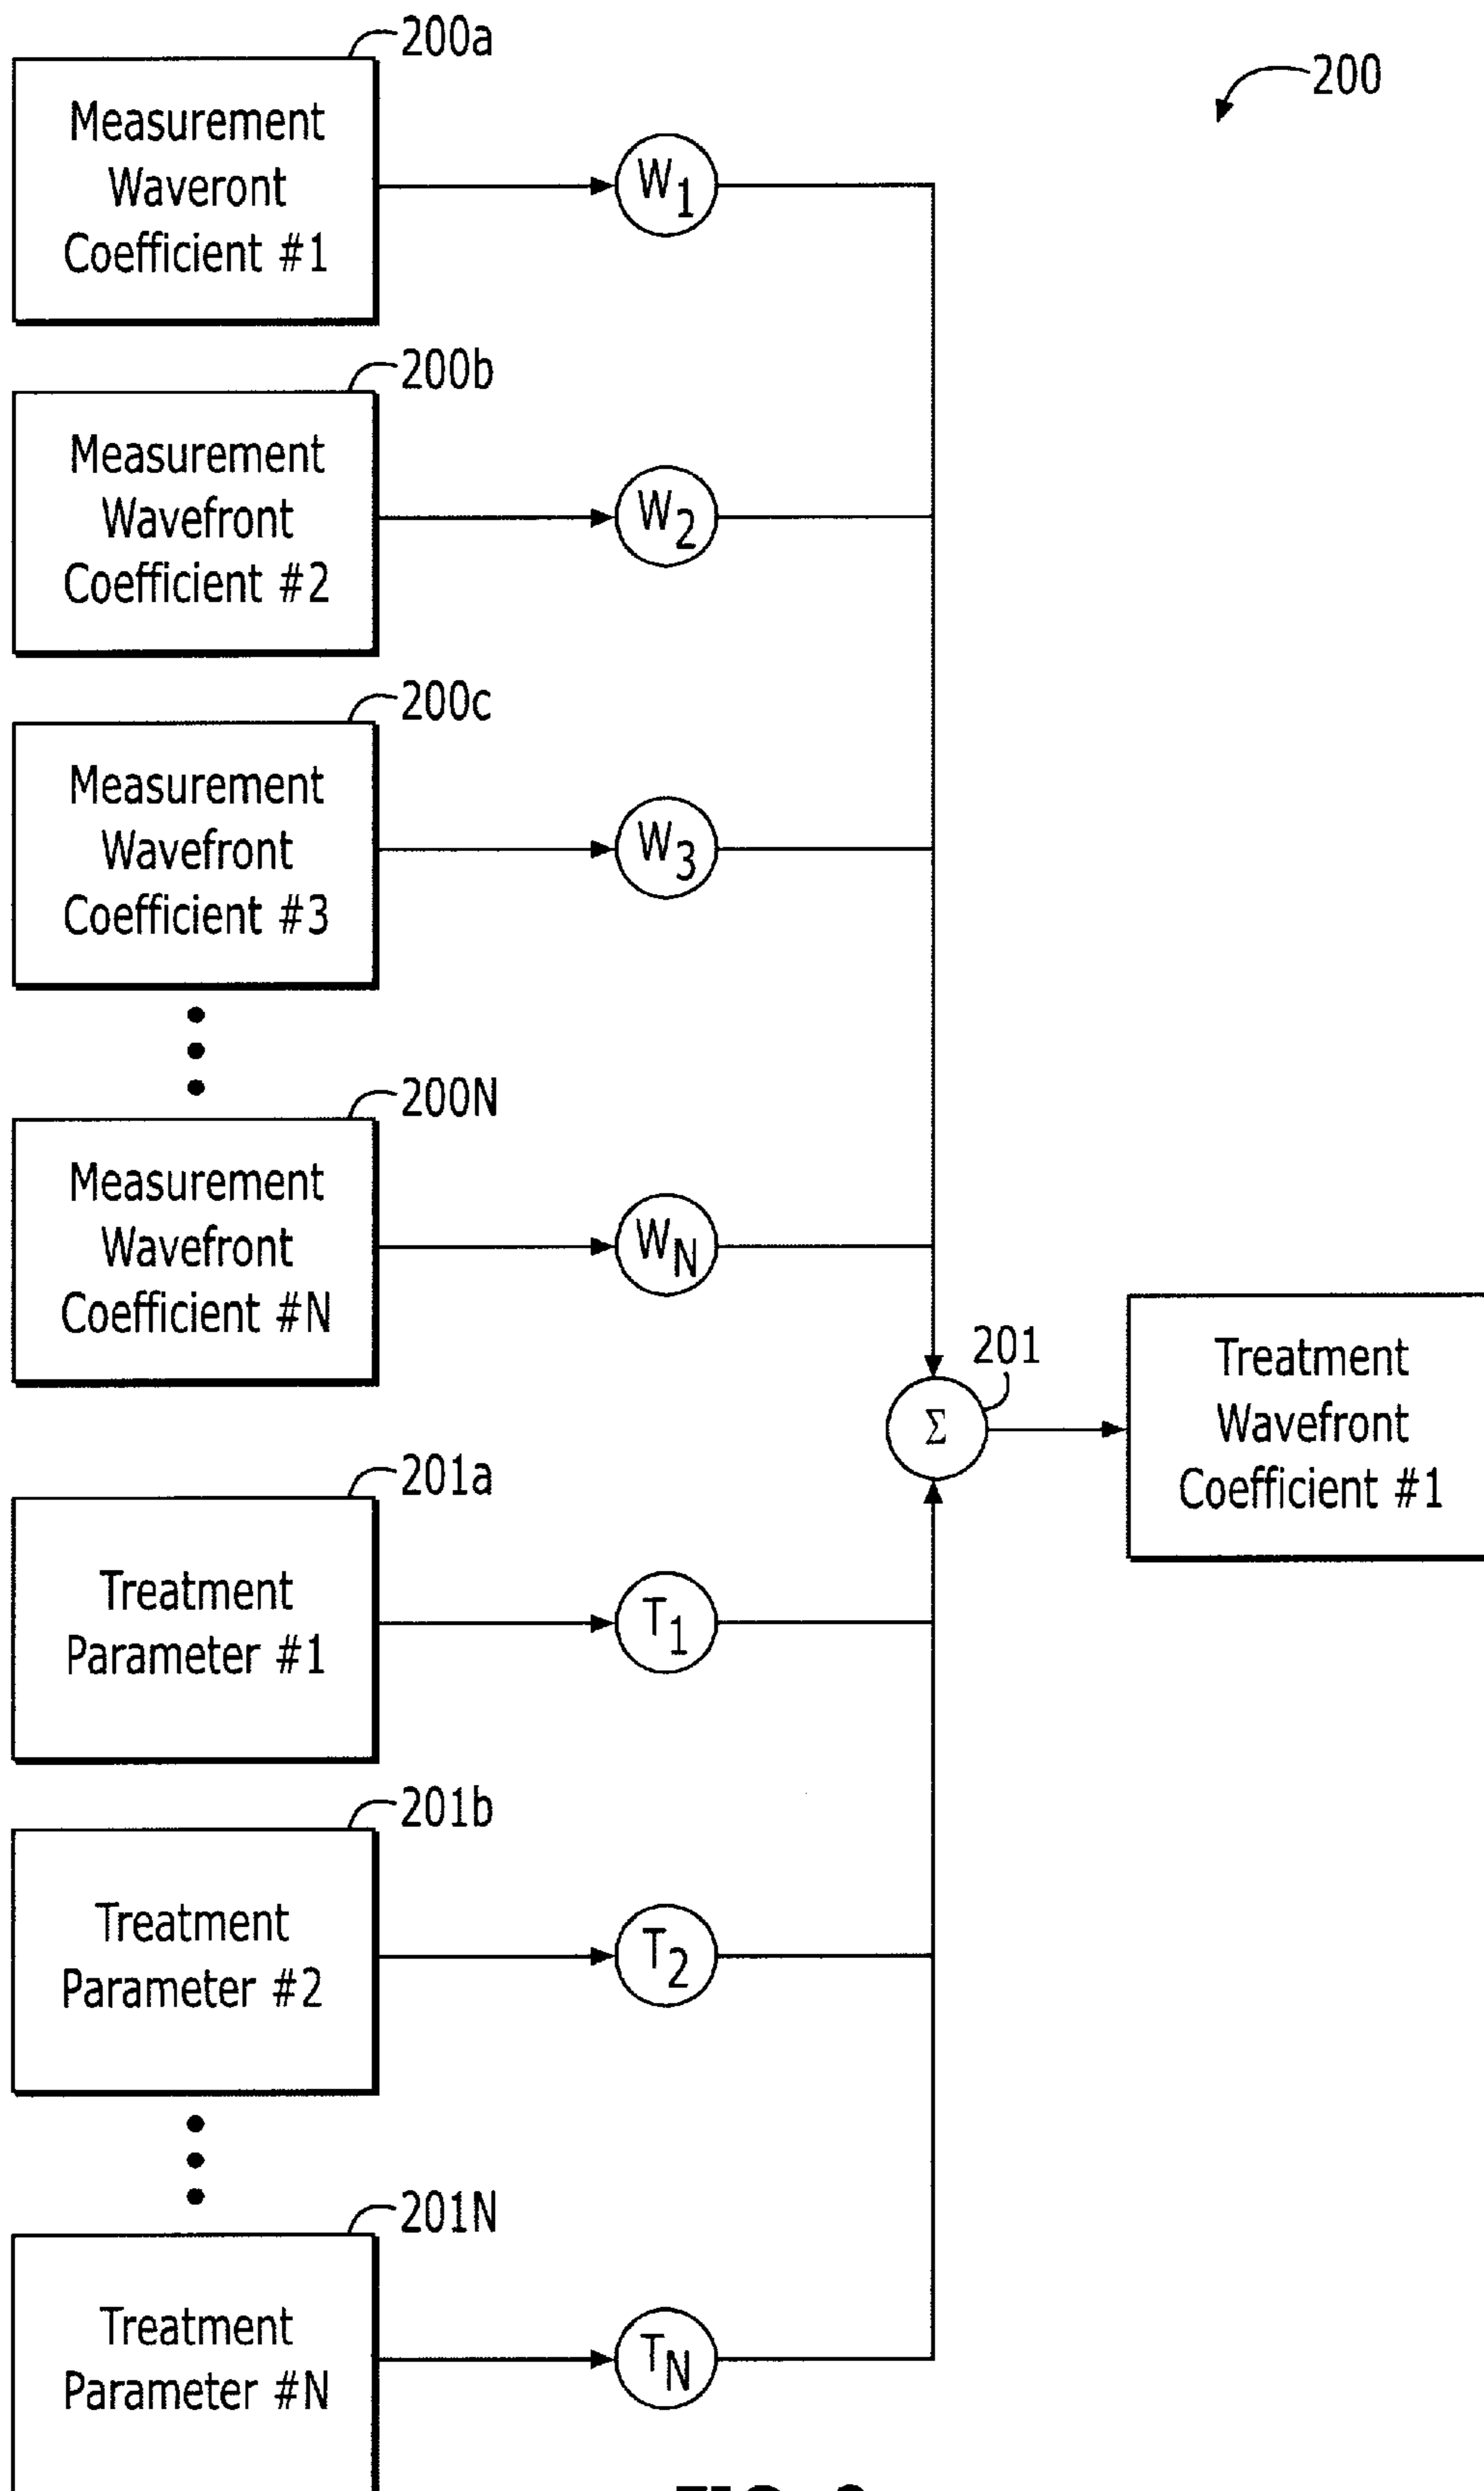 200a
200
Measurement
Waveront
Coefficient #1
W1
200b
Measurement
Wavefront
Coefficient #2
W2
200c
Measurement
Wavefront
Coefficient #3
W3
200N
Measurement
Wavefront
Coefficient #N
WN
201
Σ
Treatment
Wavefront
Coefficient #1
201a
Treatment
Parameter #1
T1
201b
Treatment
Parameter #2
T2
201N
Treatment
Parameter #N
TN